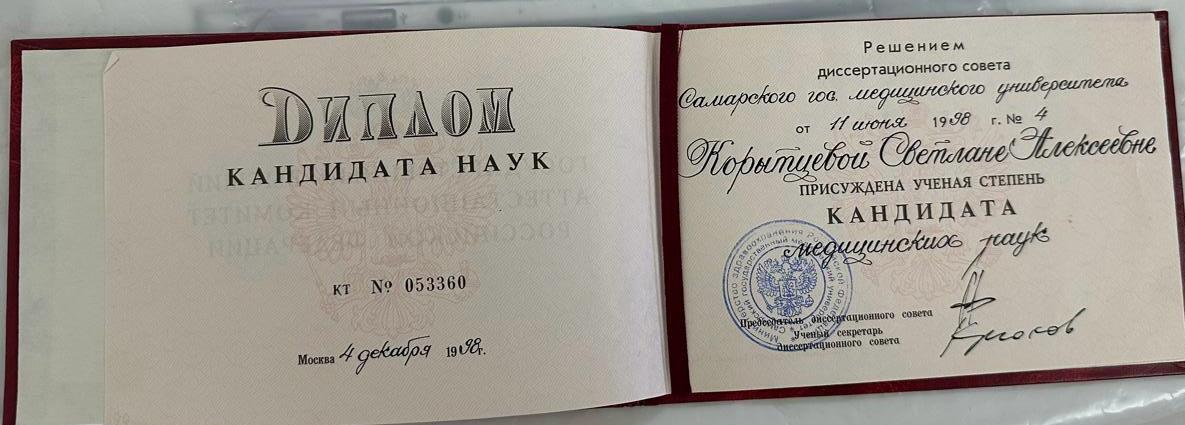 ДИПЛОМ
КАНДИДАТА НАУК
КТ № 053360
Москва 4 декабря 1998г.
Решением
диссертационного совета
Самарского гос. медицинского университета
от 11 июня 1998 г. № 4
Корытцевой Светлане Алексеевне
ПРИСУЖДЕНА УЧЕНАЯ СТЕПЕНЬ
КАНДИДАТА
медицинских наук
Председатель диссертационного совета
Ученый секретарь
диссертационного совета